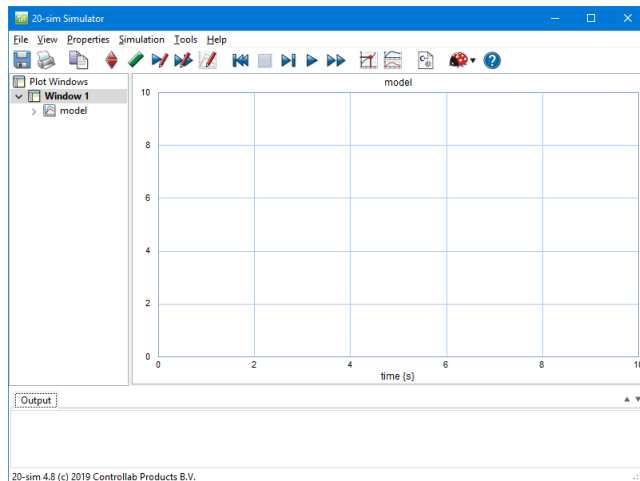 20-sim Simulator
File View Properties Simulation Tools Help
Plot Windows
Window 1
model
model
10
8
6
4
2
0
0 2 4 6 8 10
time {s}
Output
20-sim 4.8 (c) 2019 Controllab Products B.V.